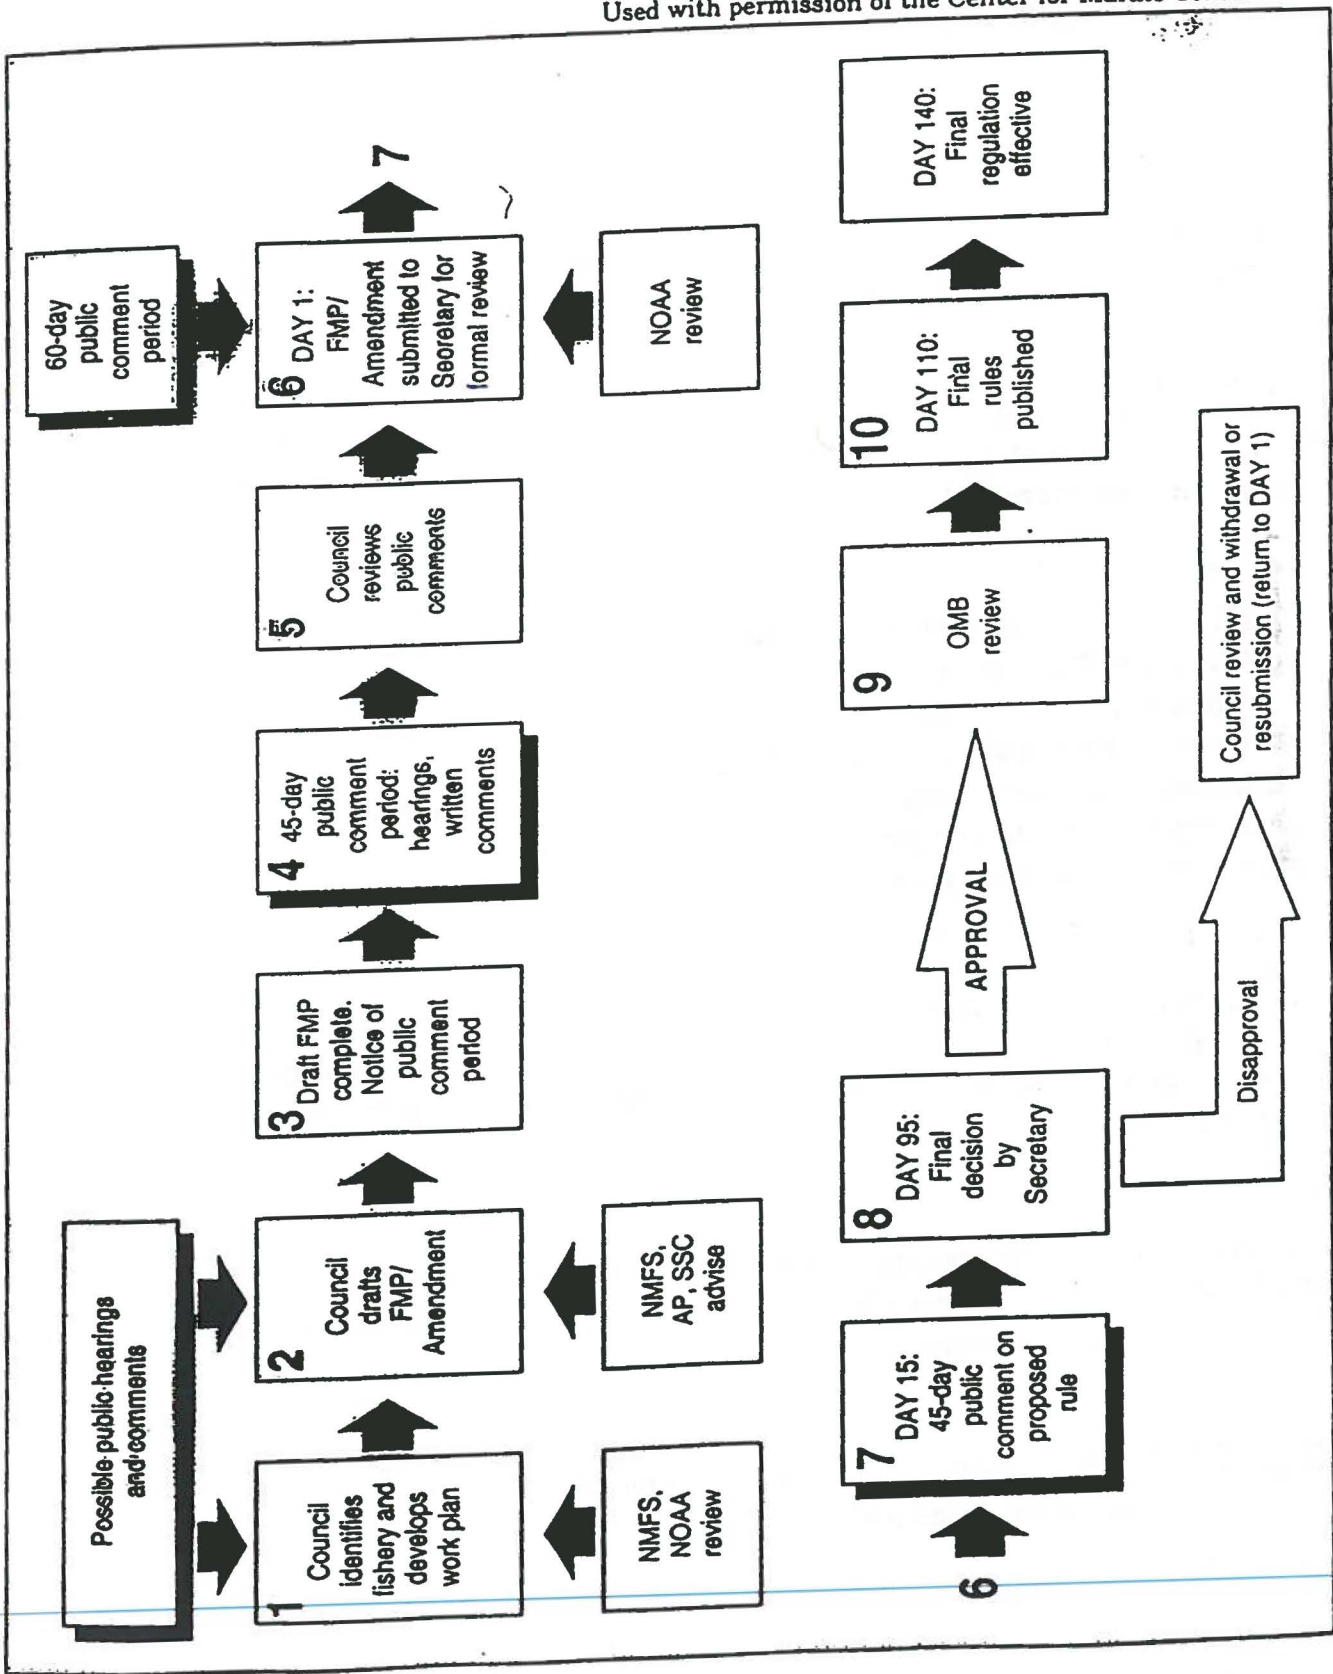 Used with permission of the Center for
Possible public hearings
and comments
1
Council
identifies
fishery and
develops
work plan
NMFS,
NOAA
review
2
Council
drafts
FMP/
Amendment
NMFS,
AP, SSC
advise
3 Draft FMP
complete.
Notice of
public
comment
period
4 45-day
public
comment
period:
hearings,
written
comments
5
Council
reviews
public
comments
60-day
public
comment
period
6 DAY 1:
FMP/
Amendment
submitted to
Secretary for
formal review
NOAA
review
7
6
7
DAY 15:
45-day
public
comment on
proposed
rule
8
DAY 95:
Final
decision
by
Secretary
APPROVAL
Disapproval
9
OMB
review
10
DAY 110:
Final
rules
published
DAY 140:
Final
regulation
effective
Council review and withdrawal or
resubmission (return to DAY 1)